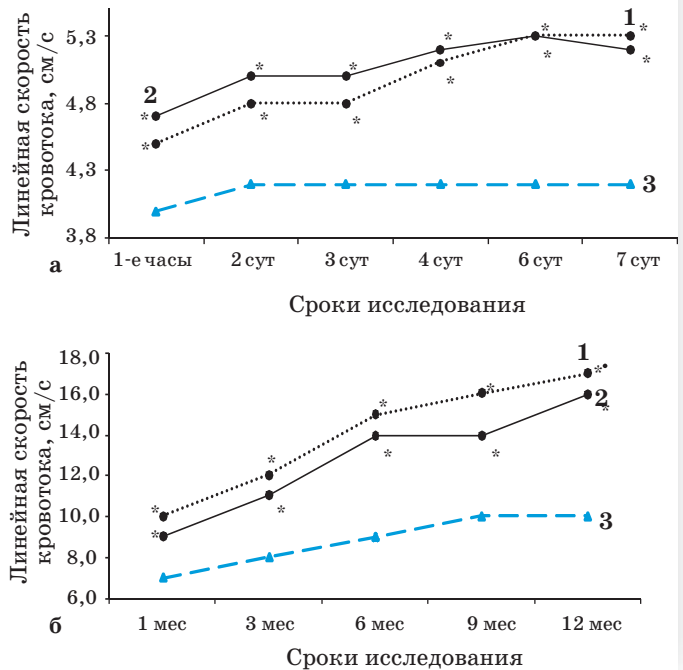 Линейная скорость
кровотока, см/с
5,3
4,8
4,3
3,8
1
2
3
* * * * * *
* * * * * *
1-е часы 2 сут 3 сут 4 сут 6 сут 7 сут
а
Сроки исследования
Линейная скорость
кровотока, см/с
18,0
16,0
14,0
12,0
10,0
8,0
6,0
1
2
3
* * * * *•
* * * * *
1 мес 3 мес 6 мес 9 мес 12 мес
б
Сроки исследования